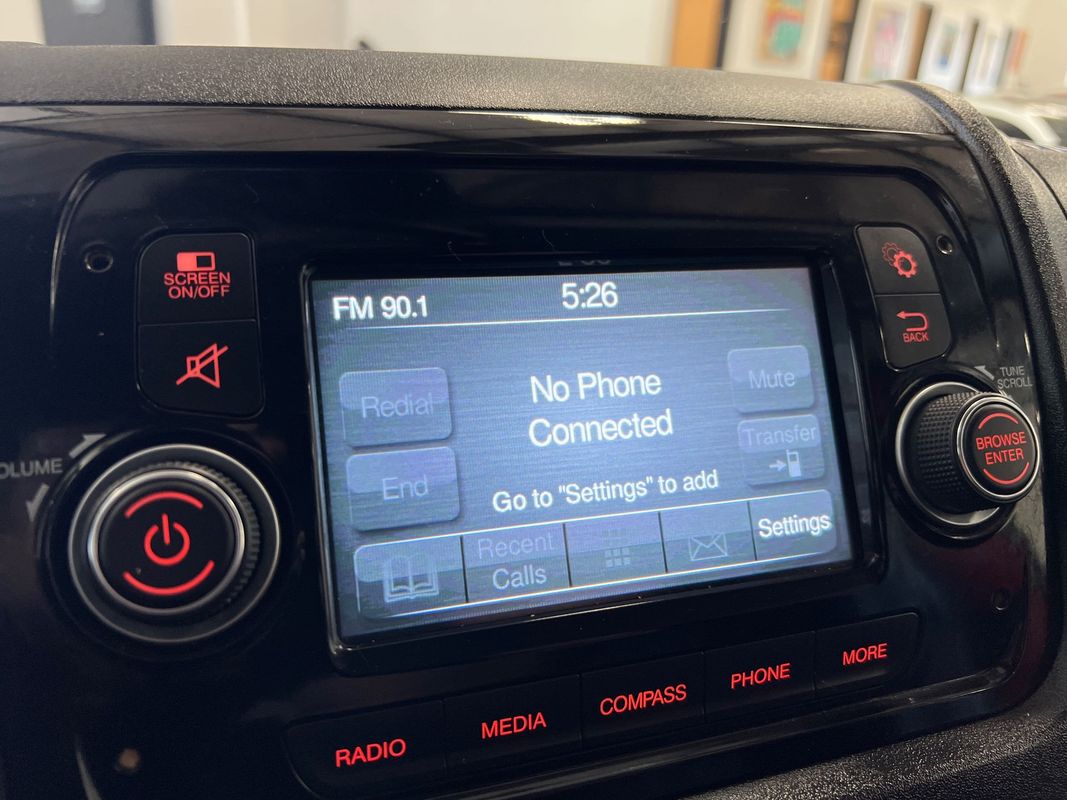 SCREEN
ON/OFF
FM 90.1
5:26
BACK
TUNE
SCROLL
BROWSE
ENTER
Redial
No Phone
Connected
Mute
Transfer
End
Go to "Settings" to add
Recent
Calls
Settings
RADIO
MEDIA
COMPASS
PHONE
MORE